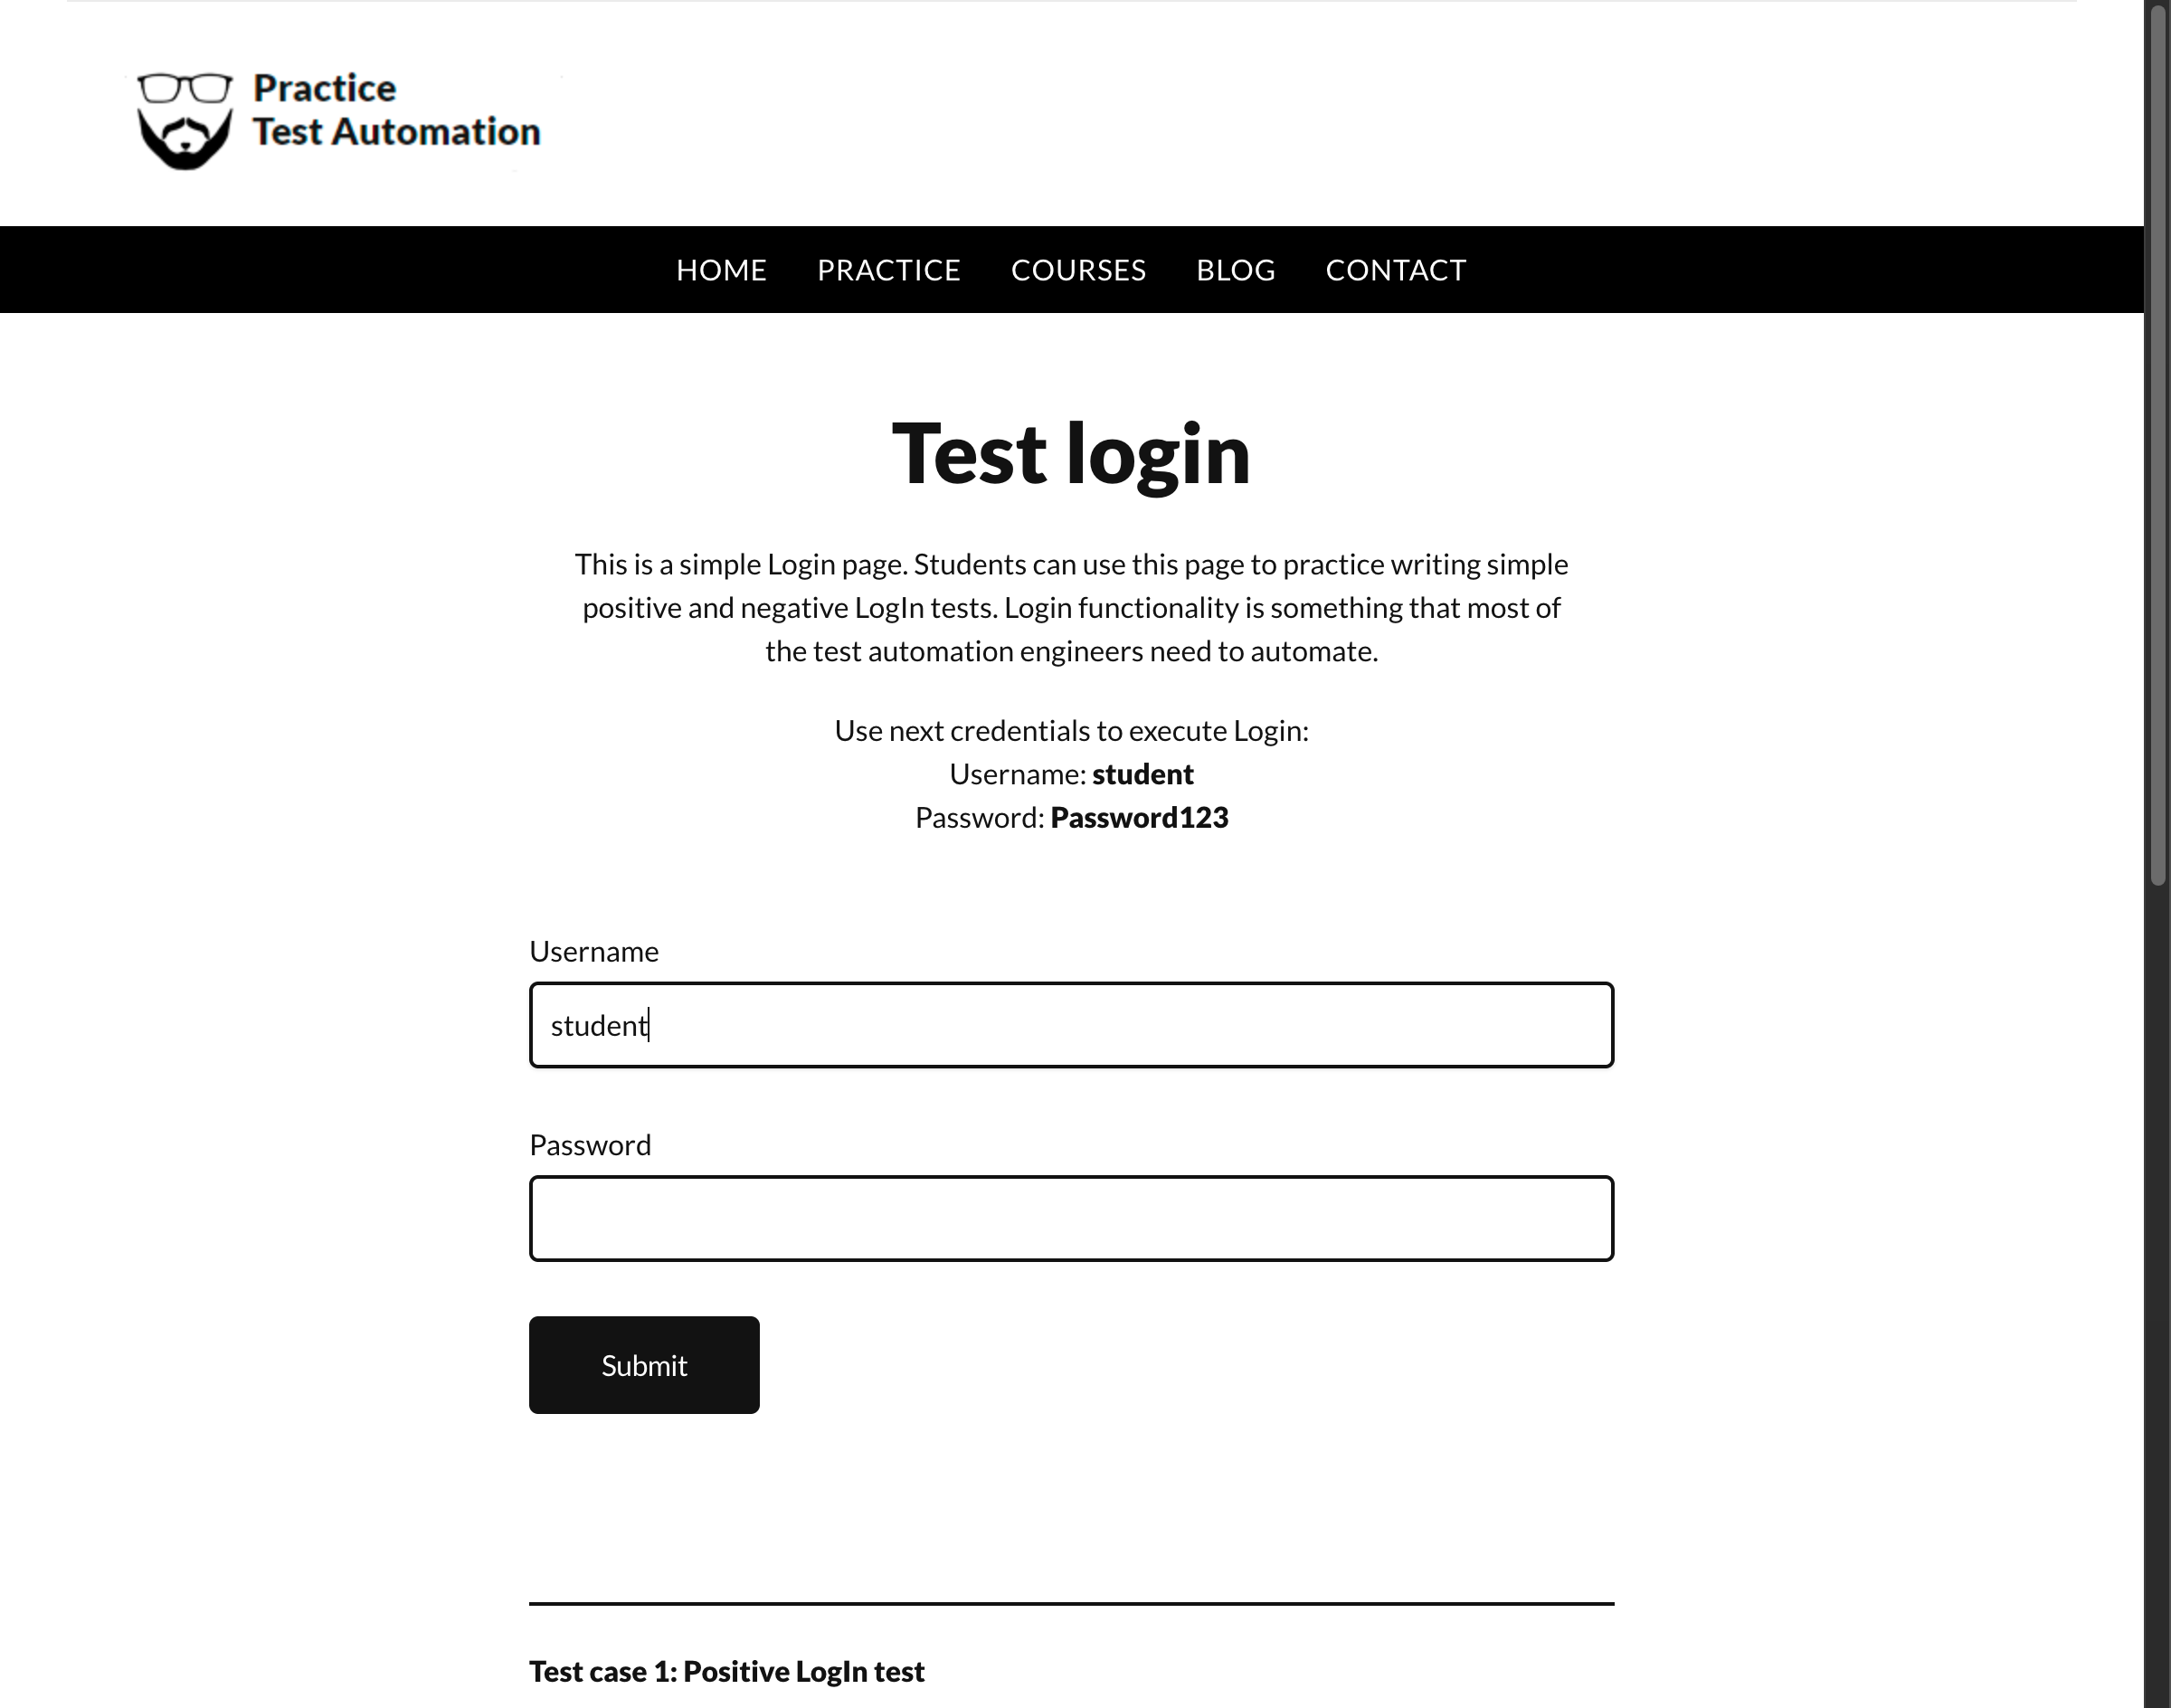 Practice
Test Automation
HOME PRACTICE COURSES BLOG CONTACT
Test login
This is a simple Login page. Students can use this page to practice writing simple
positive and negative LogIn tests. Login functionality is something that most of
the test automation engineers need to automate.
Use next credentials to execute Login:
Username: student
Password: Password123
Username
student
Password
Submit
Test case 1: Positive LogIn test